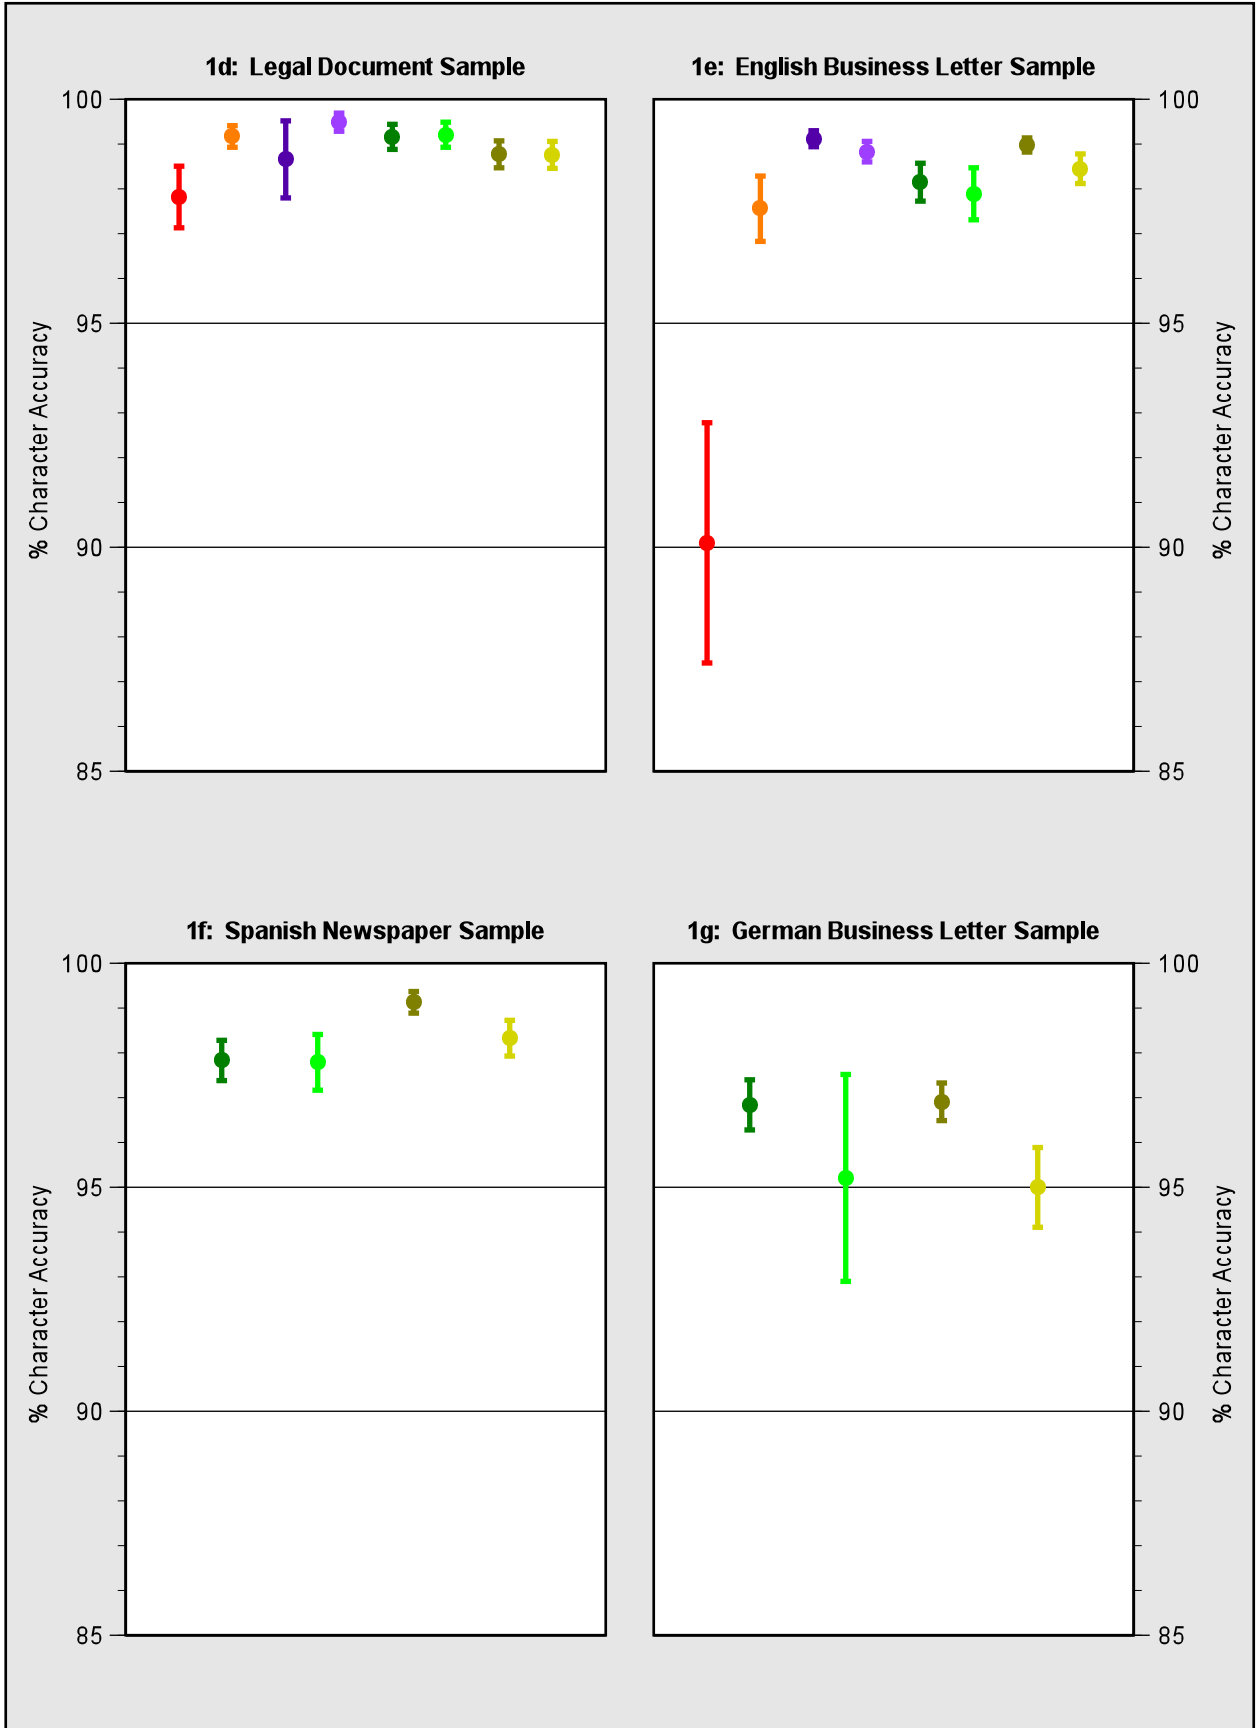 1d: Legal Document Sample
1e: English Business Letter Sample
100
95
90
85
% Character Accuracy
100
95
90
85
% Character Accuracy
1f: Spanish Newspaper Sample
1g: German Business Letter Sample
100
95
90
85
% Character Accuracy
100
95
90
85
% Character Accuracy